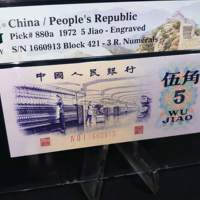 China / People's Republic
Pick# 880a 1972 5 Jiao - Engraved
S/N 1660913 Block 421 - 3 R. Numerals
中国人民银行
伍角
5
WU
JIAO